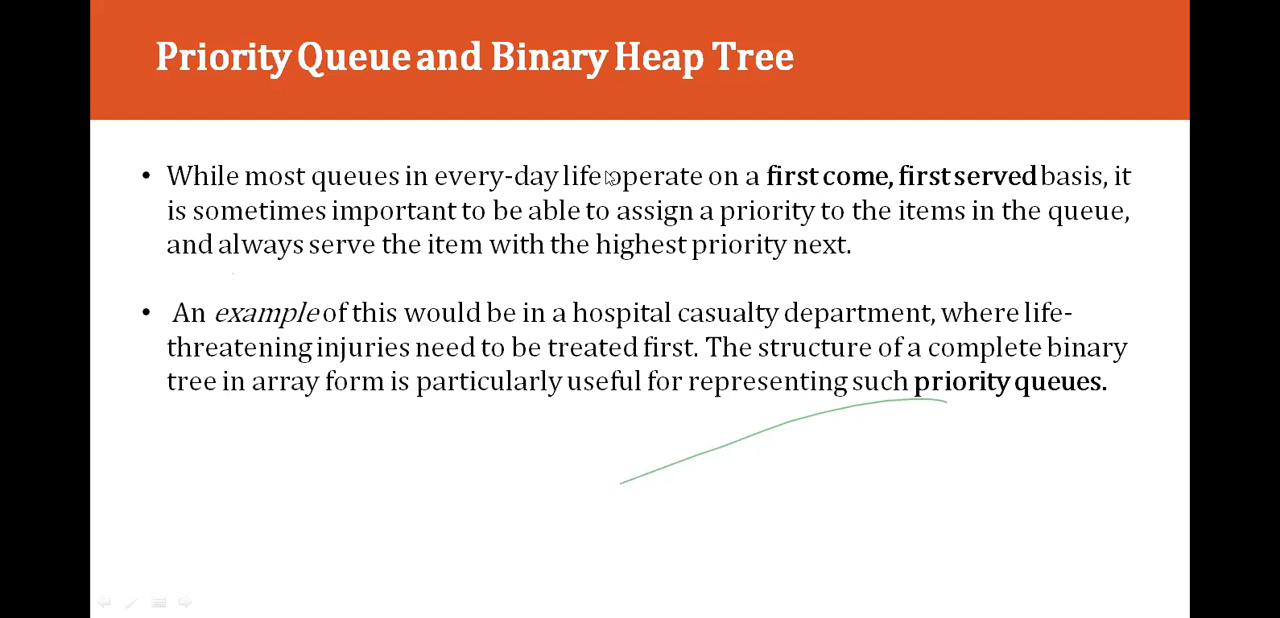 Priority Queue and Binary Heap Tree
• While most queues in every-day life operate on a first come, first served basis, it
is sometimes important to be able to assign a priority to the items in the queue,
and always serve the item with the highest priority next.
• An example of this would be in a hospital casualty department, where life-
threatening injuries need to be treated first. The structure of a complete binary
tree in array form is particularly useful for representing such priority queues.